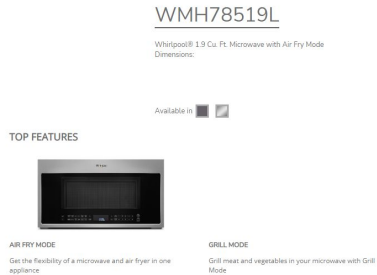 WMH78519L
Whirlpool® 1.9 Cu. Ft. Microwave with Air Fry Mode
Dimensions:
Available in
TOP FEATURES
AIR FRY MODE
Get the flexibility of a microwave and air fryer in one
appliance
GRILL MODE
Grill meat and vegetables in your microwave with Grill
Mode